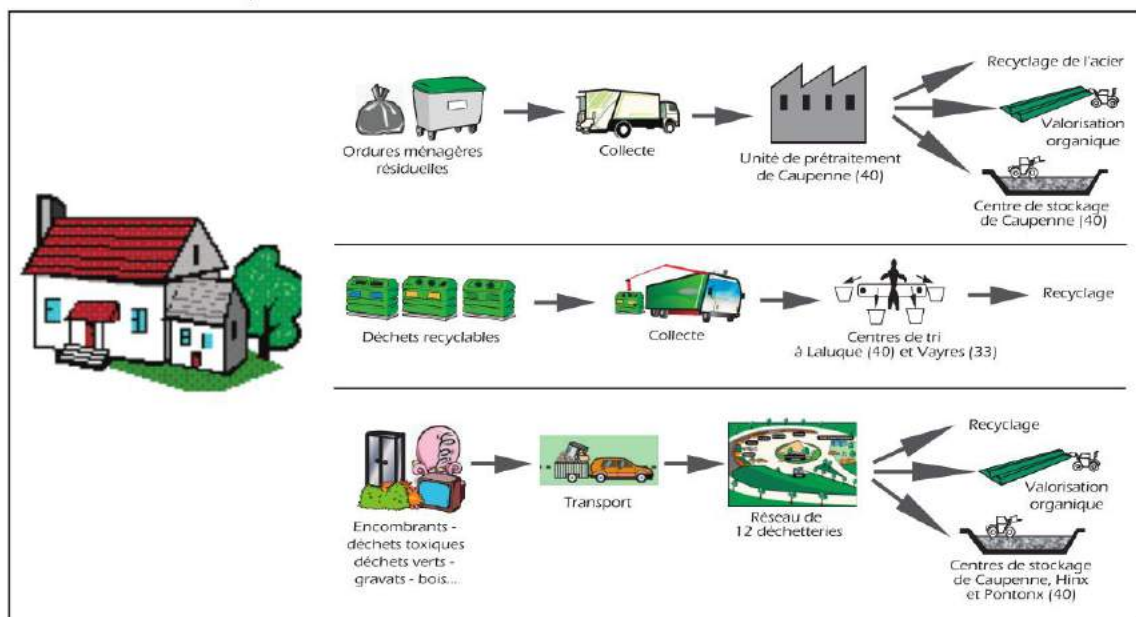 Ordures ménagères
résiduelles
Collecte
Unité de prétraitement
de Caupenne (40)
Recyclage de l'acier
Valorisation
organique
Centre de stockage
de Caupenne (40)
Déchets recyclables
Collecte
Centres de tri
à Laluque (40) et Vayres (33)
Recyclage
Encombrants -
déchets toxiques
déchets verts -
gravats - bois...
Transport
Réseau de
12 déchetteries
Recyclage
Valorisation
organique
Centres de stockage
de Caupenne, Hinx
et Pontonx (40)